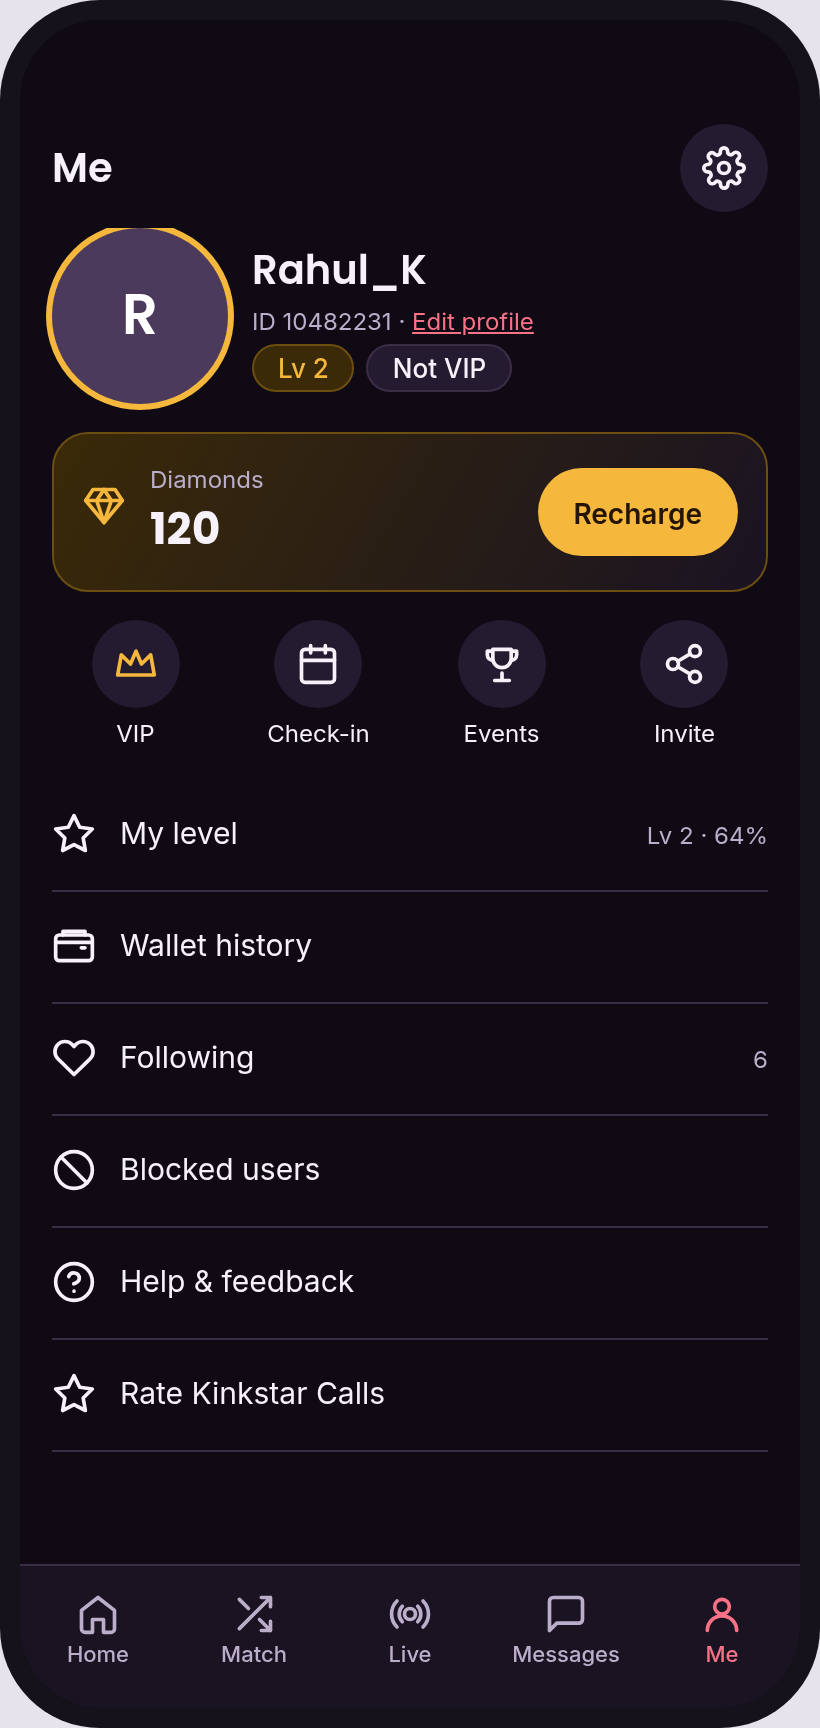 Me
R
Rahul_K
ID 10482231 · Edit profile
Lv 2 Not VIP
Diamonds
120
Recharge
VIP Check-in Events Invite
My level Lv 2 · 64%
Wallet history
Following 6
Blocked users
Help & feedback
Rate Kinkstar Calls
Home Match Live Messages Me